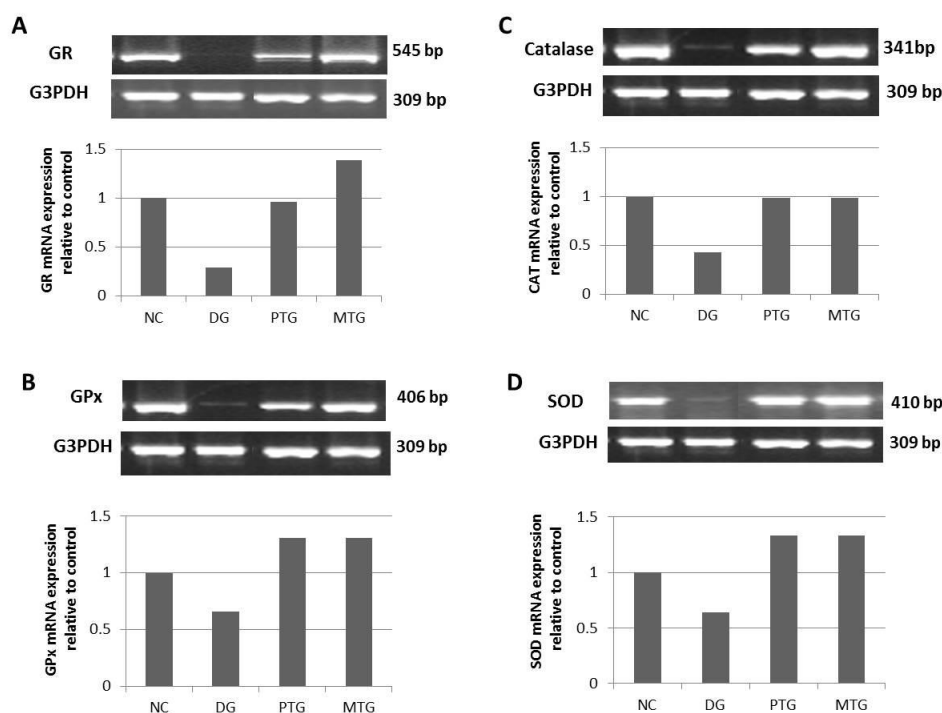 A
GR
545 bp
G3PDH
309 bp
GR mRNA expression
relative to control
1.5
1
0.5
0
NC DG PTG MTG
B
GPx
406 bp
G3PDH
309 bp
GPx mRNA expression
relative to control
1.5
1
0.5
0
NC DG PTG MTG
C
Catalase
341bp
G3PDH
309 bp
CAT mRNA expression
relative to control
1.5
1
0.5
0
NC DG PTG MTG
D
SOD
410 bp
G3PDH
309 bp
SOD mRNA expression
relative to control
1.5
1
0.5
0
NC DG PTG MTG